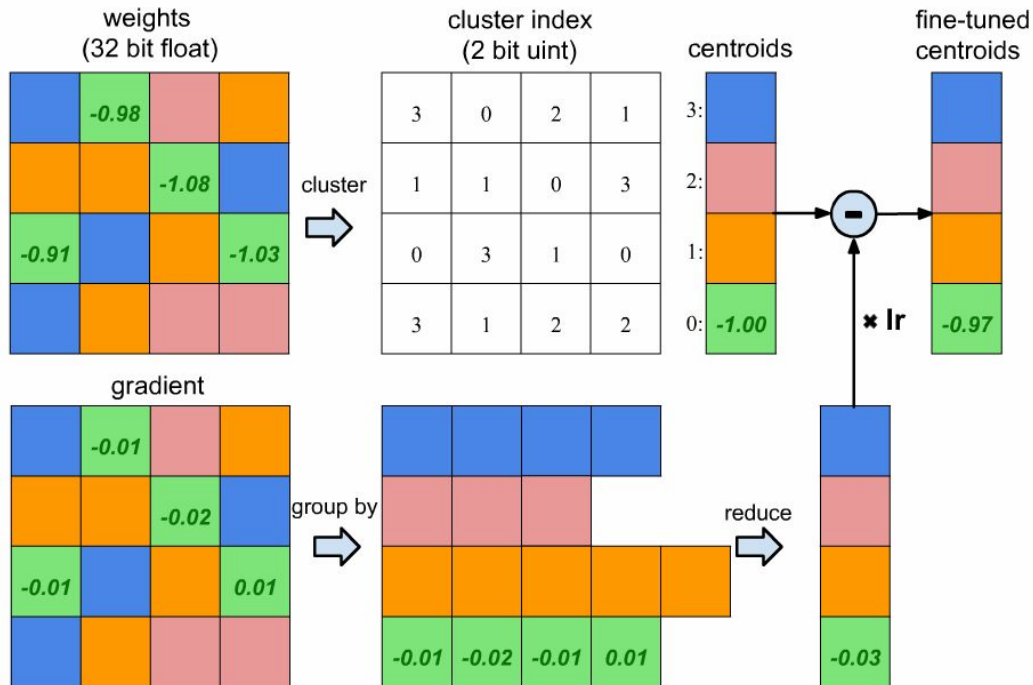 weights
(32 bit float)
cluster index
(2 bit uint)
centroids
fine-tuned
centroids
-0.98
3 0 2 1
3:
-1.08
cluster
1 1 0 3
2:
-
-0.91 -1.03
0 3 1 0
1:
3 1 2 2
0: -1.00
× lr
-0.97
gradient
-0.01
-0.02
group by
reduce
-0.01 0.01
-0.01 -0.02 -0.01 0.01
-0.03